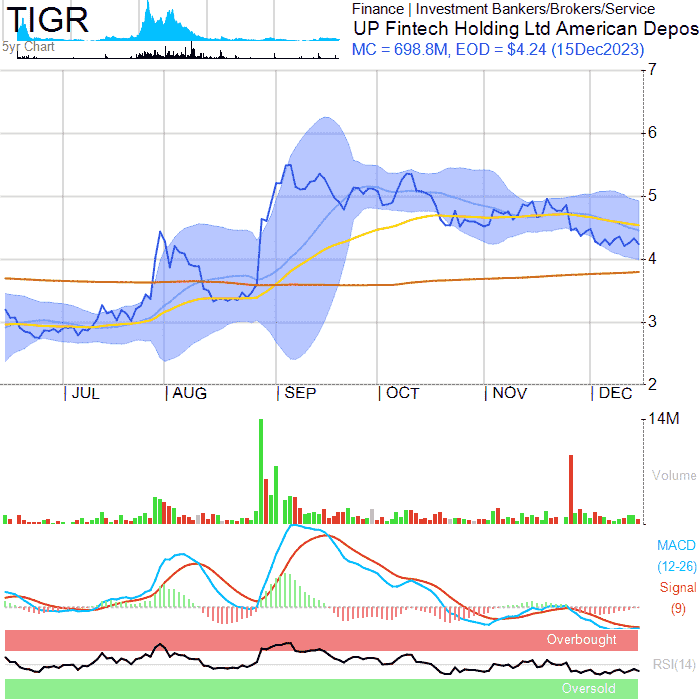 TIGR
5yr Chart
Finance | Investment Bankers/Brokers/Service
UP Fintech Holding Ltd American Depos
MC = 698.8M, EOD = $4.24 (15Dec2023)
7
6
5
4
3
2
JUL AUG SEP OCT NOV DEC
14M
Volume
MACD
(12-26)
Signal
(9)
Overbought
RSI(14)
Oversold